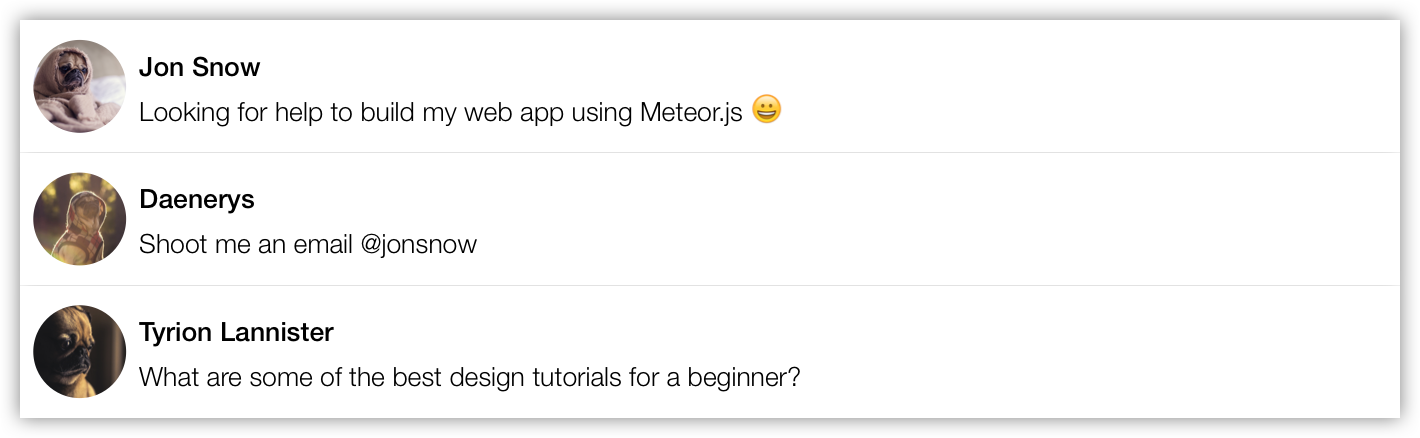 Jon Snow
Looking for help to build my web app using Meteor.js 😀
Daenerys
Shoot me an email @jonsnow
Tyrion Lannister
What are some of the best design tutorials for a beginner?